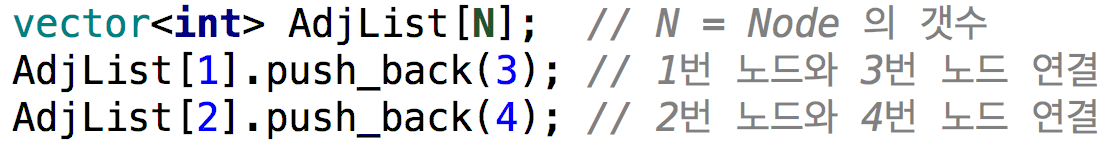 vector<int> AdjList[N];  // N = Node 의 갯수
AdjList[1].push_back(3); // 1번 노드와 3번 노드 연결
AdjList[2].push_back(4); // 2번 노드와 4번 노드 연결